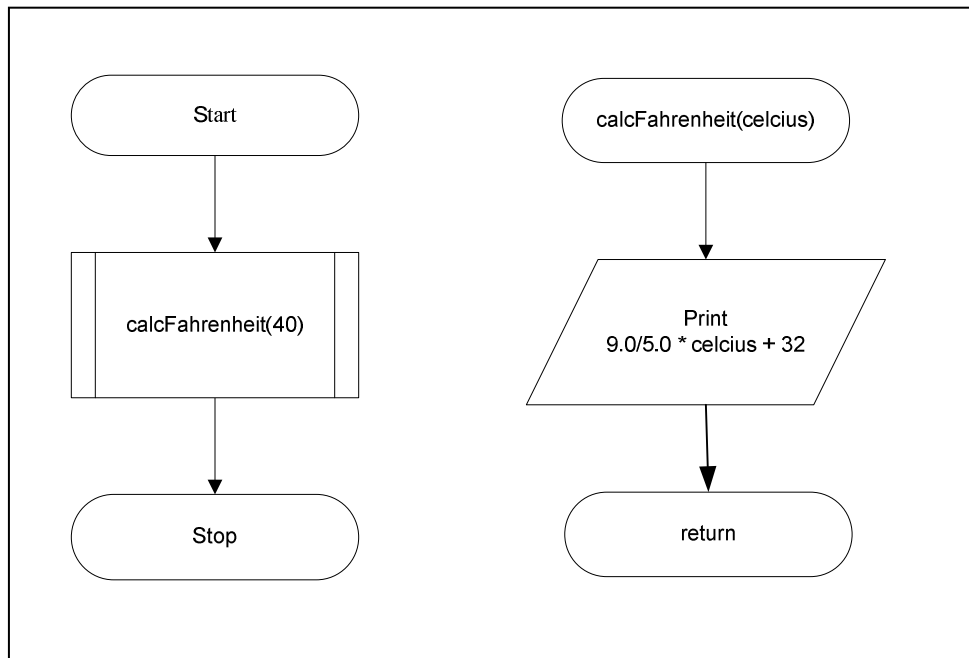 Start
calcFahrenheit(40)
Stop
calcFahrenheit(celcius)
Print
9.0/5.0 * celcius + 32
return